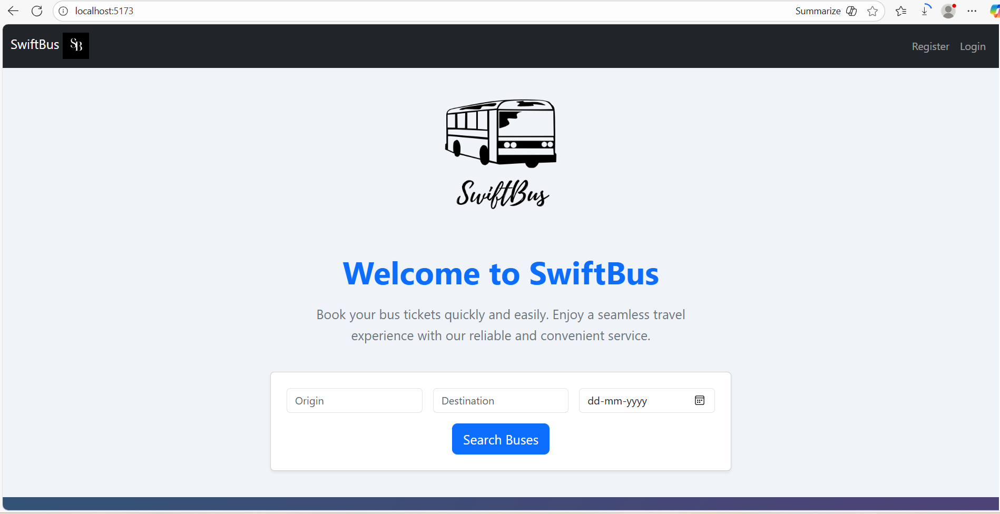 localhost:5173
Summarize
SwiftBus
SB
Register
Login
SwiftBus
Welcome to SwiftBus
Book your bus tickets quickly and easily. Enjoy a seamless travel
experience with our reliable and convenient service.
Origin
Destination
dd-mm-yyyy
Search Buses